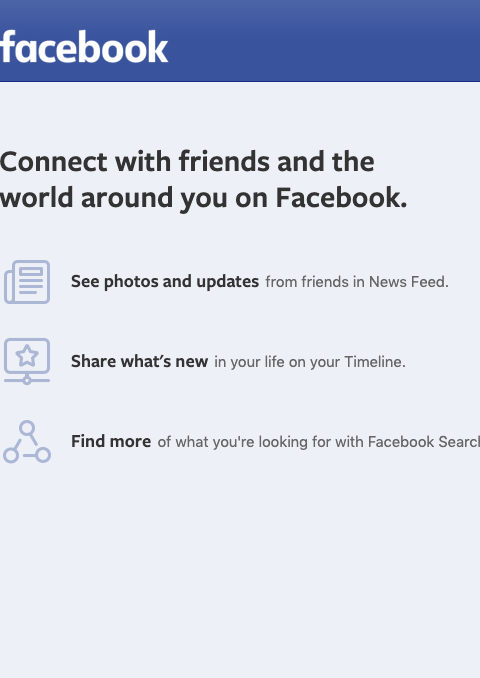 facebook
Connect with friends and the
world around you on Facebook.
See photos and updates from friends in News Feed.
Share what's new in your life on your Timeline.
Find more of what you're looking for with Facebook Search